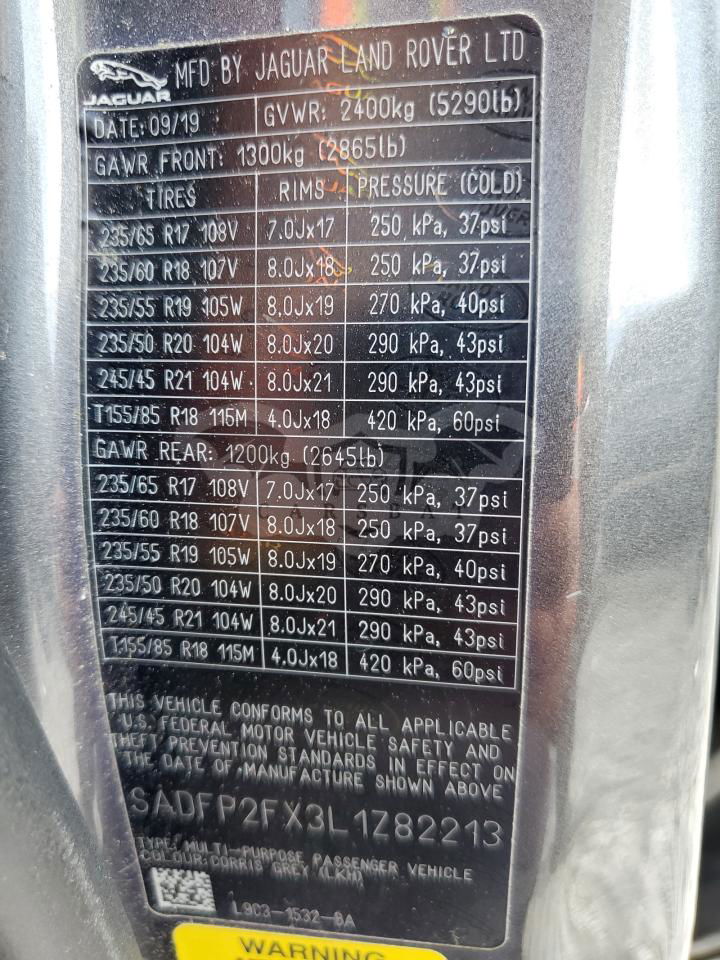 JAGUAR MFD BY JAGUAR LAND ROVER LTD
DATE: 09/19 GVWR: 2400kg (5290lb)
GAWR FRONT: 1300kg (2865lb)
TIRES RIMS PRESSURE (COLD)
235/65 R17 108V 7.0Jx17 250 kPa, 37psi
235/60 R18 107V 8.0Jx18 250 kPa, 37psi
235/55 R19 105W 8.0Jx19 270 kPa, 40psi
235/50 R20 104W 8.0Jx20 290 kPa, 43psi
245/45 R21 104W 8.0Jx21 290 kPa, 43psi
T155/85 R18 115M 4.0Jx18 420 kPa, 60psi
GAWR REAR: 1200kg (2645lb)
235/65 R17 108V 7.0Jx17 250 kPa, 37psi
235/60 R18 107V 8.0Jx18 250 kPa, 37psi
235/55 R19 105W 8.0Jx19 270 kPa, 40psi
235/50 R20 104W 8.0Jx20 290 kPa, 43psi
245/45 R21 104W 8.0Jx21 290 kPa, 43psi
T155/85 R18 115M 4.0Jx18 420 kPa, 60psi
THIS VEHICLE CONFORMS TO ALL APPLICABLE
U.S. FEDERAL MOTOR VEHICLE SAFETY AND
THEFT PREVENTION STANDARDS IN EFFECT ON
THE DATE OF MANUFACTURE SHOWN ABOVE
SADFP2FX3L1Z82213
TYPE: MULTI-PURPOSE PASSENGER VEHICLE
COLOUR: CORRIS GREY (LKH)
L9C3-1532-BA
WARNING